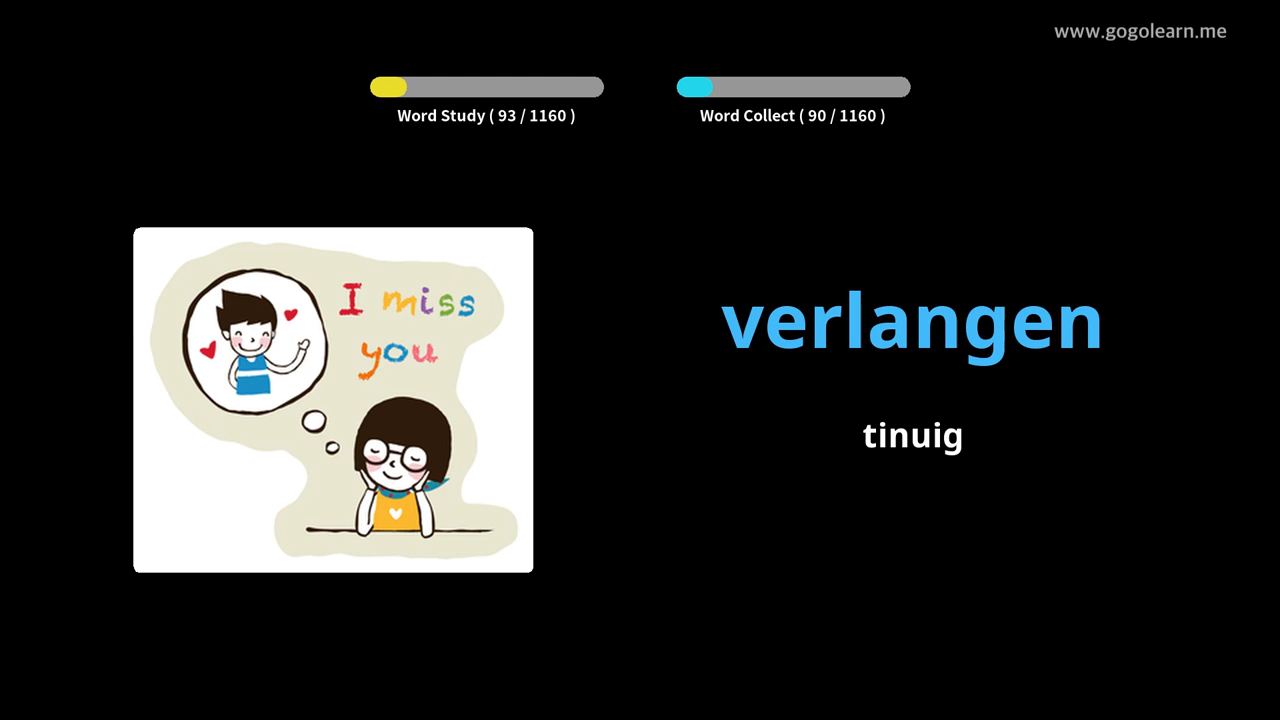 www.gogolearn.me
Word Study ( 93 / 1160 )
Word Collect ( 90 / 1160 )
I miss
you
verlangen
tinuig